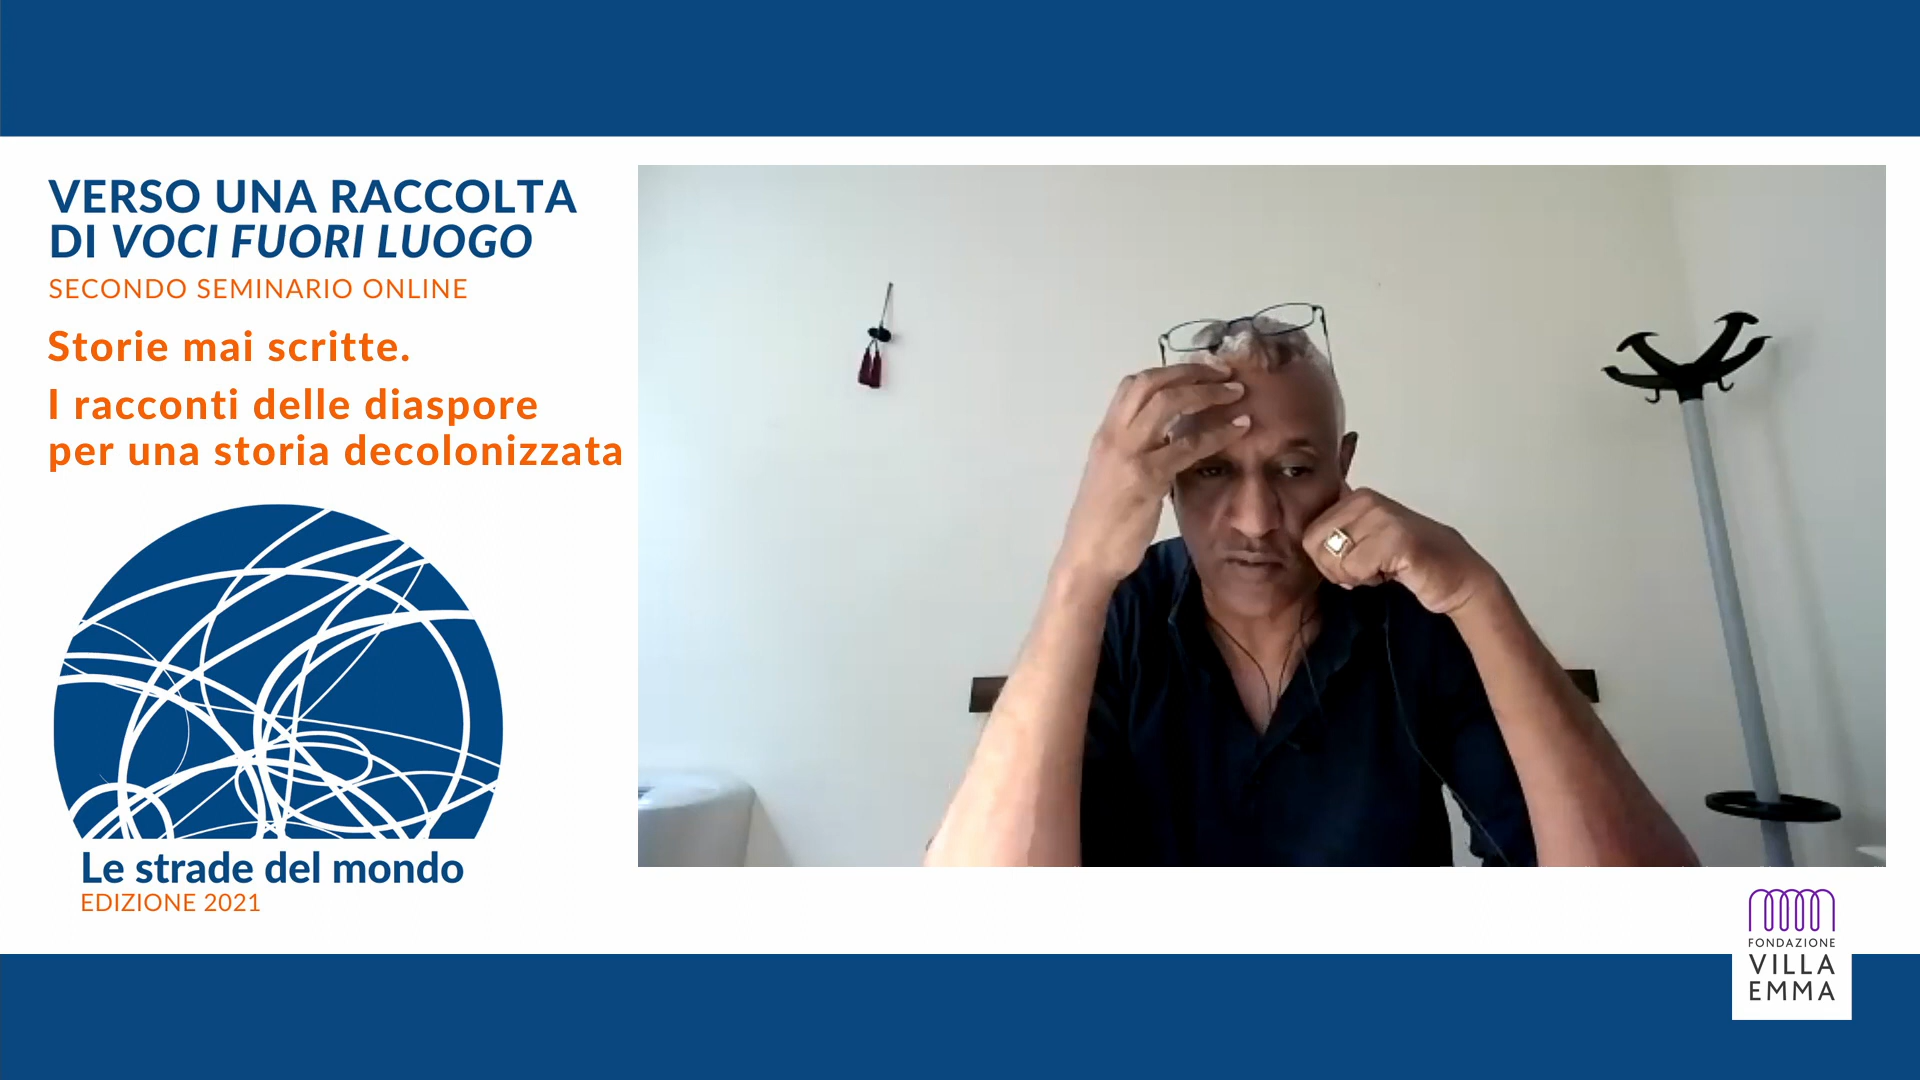 VERSO UNA RACCOLTA
DI VOCI FUORI LUOGO
SECONDO SEMINARIO ONLINE
Storie mai scritte.
I racconti delle diaspore
per una storia decolonizzata
Le strade del mondo
EDIZIONE 2021
FONDAZIONE
VILLA
EMMA